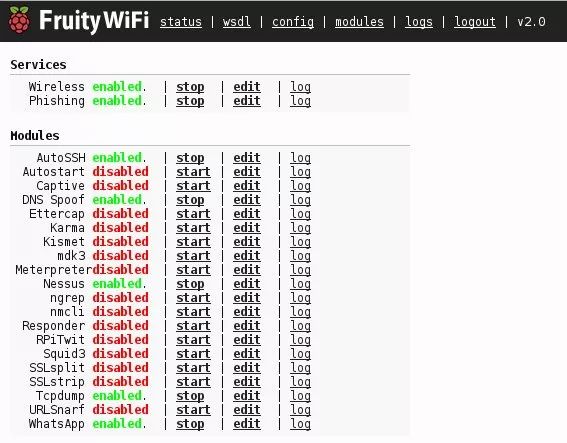 FruityWiFi status | wsdl | config | modules | logs | logout | v2.0
Services
Wireless enabled. | stop | edit | log
Phishing enabled. | stop | edit | log
Modules
AutoSSH enabled. | stop | edit | log
Autostart disabled | start | edit | log
Captive disabled | start | edit | log
DNS Spoof enabled. | stop | edit | log
Ettercap disabled | start | edit | log
Karma disabled | start | edit | log
Kismet disabled | start | edit | log
mdk3 disabled | start | edit | log
Meterpreter disabled | start | edit | log
Nessus enabled. | stop | edit | log
ngrep disabled | start | edit | log
nmcli disabled | start | edit | log
Responder disabled | start | edit | log
RPiTwit disabled | start | edit | log
Squid3 disabled | start | edit | log
SSLsplit disabled | start | edit | log
SSLstrip disabled | start | edit | log
Tcpdump enabled. | stop | edit | log
URLSnarf disabled | start | edit | log
WhatsApp enabled. | stop | edit | log